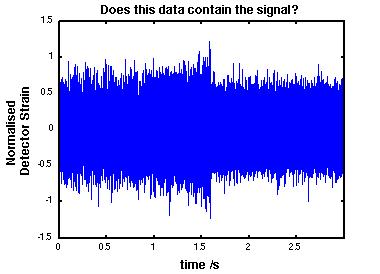 Does this data contain the signal?
1.5
1
0.5
0
-0.5
-1
-1.5
Normalised
Detector Strain
0 0.5 1 1.5 2 2.5
time /s